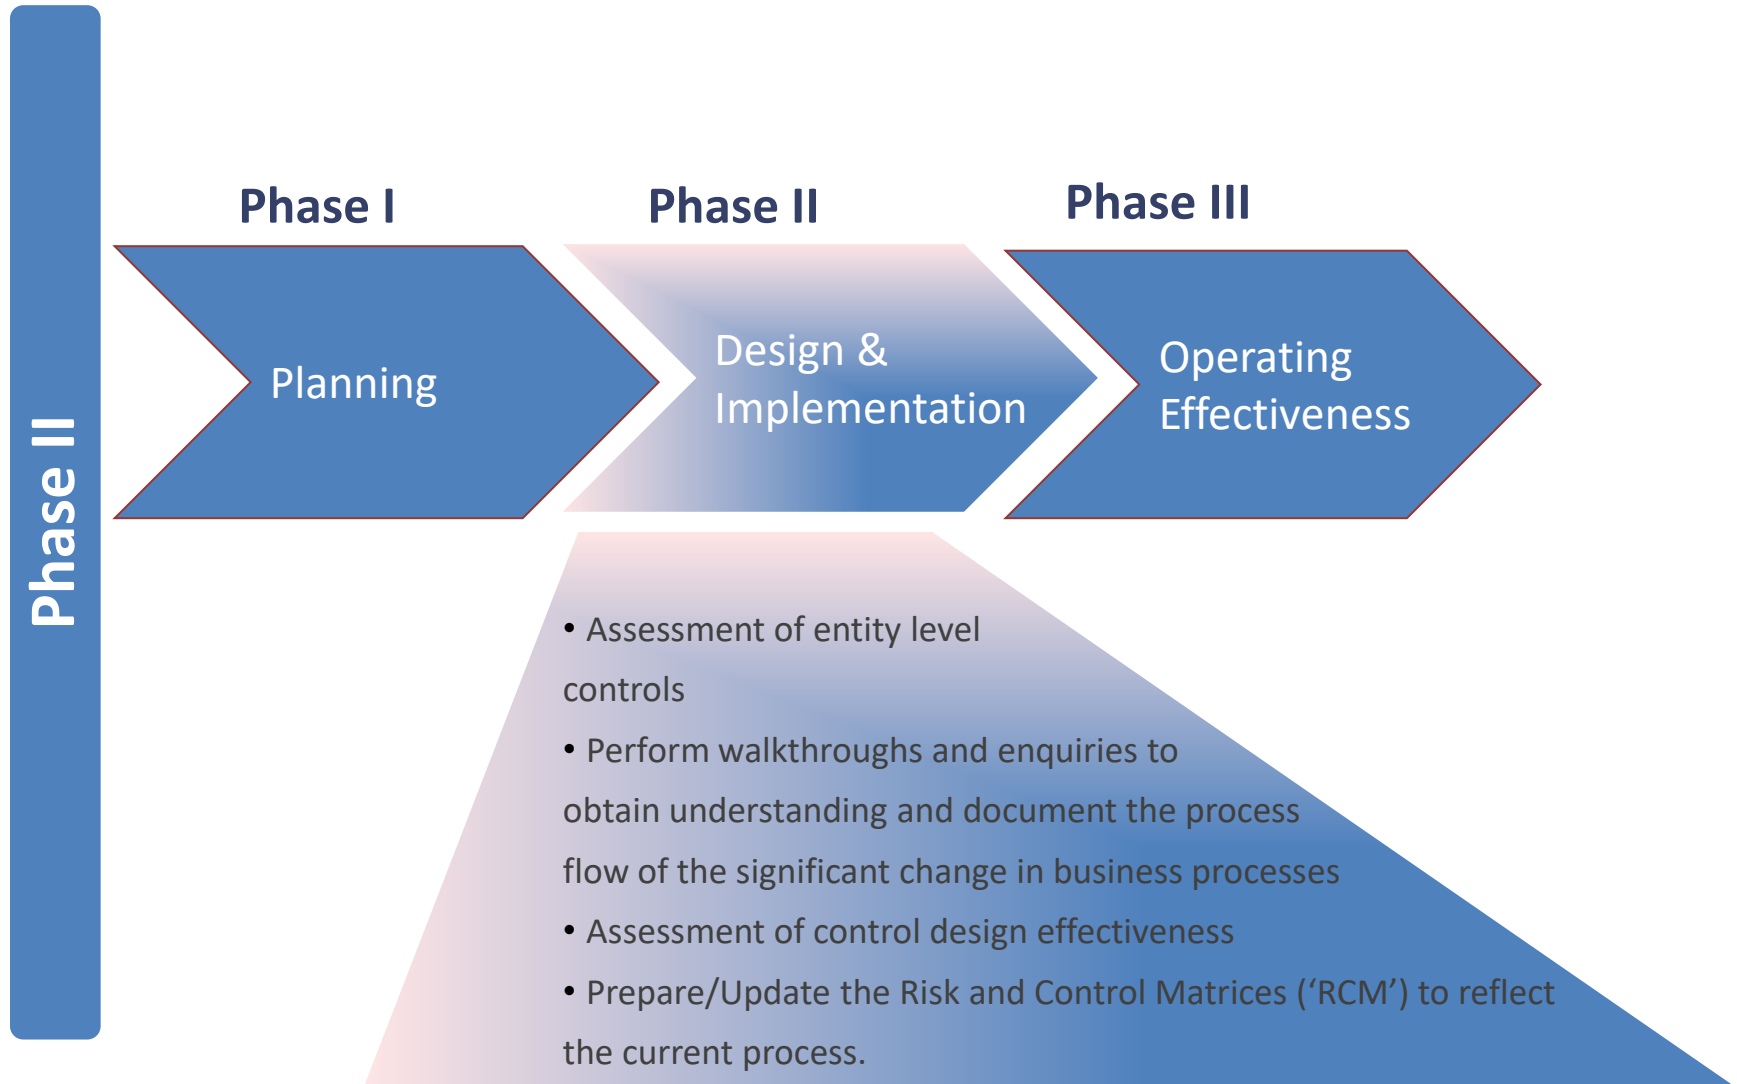 Phase II
Phase I
Phase II
Phase III
Planning
Design &
Implementation
Operating
Effectiveness
• Assessment of entity level
controls
• Perform walkthroughs and enquiries to
obtain understanding and document the process
flow of the significant change in business processes
• Assessment of control design effectiveness
• Prepare/Update the Risk and Control Matrices (‘RCM’) to reflect
the current process.